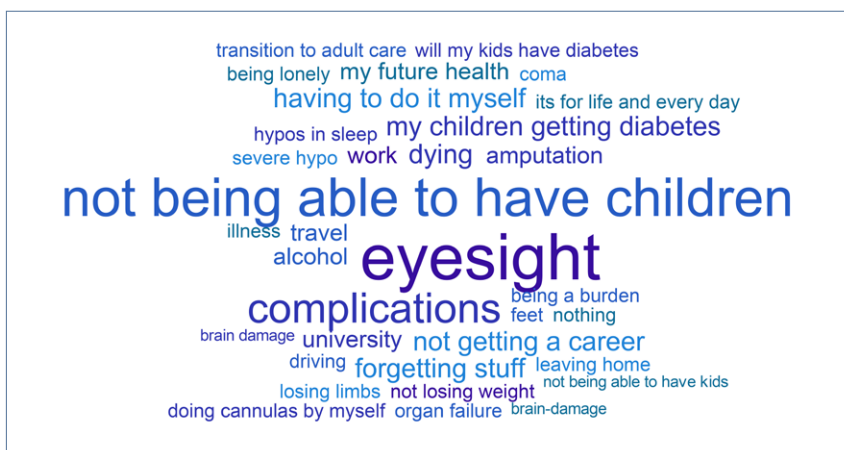 transition to adult care will my kids have diabetes
being lonely my future health coma
having to do it myself its for life and every day
hypos in sleep my children getting diabetes
severe hypo work dying amputation
not being able to have children
illness travel
alcohol eyesight
complications being a burden
feet nothing
brain damage university not getting a career
driving forgetting stuff leaving home
losing limbs not losing weight not being able to have kids
doing cannulas by myself organ failure brain-damage